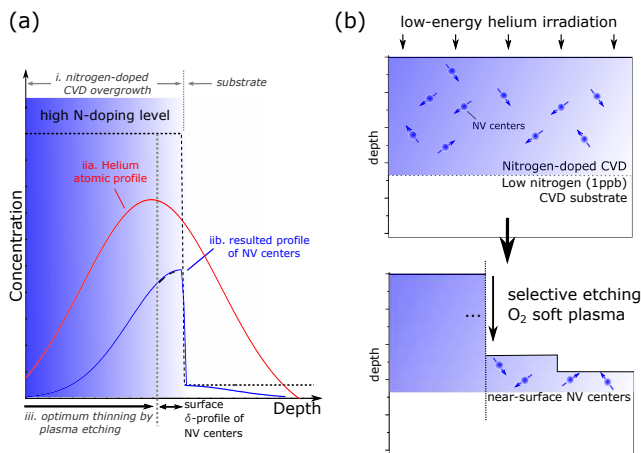 (a)
i. nitrogen-doped
CVD overgrowth
substrate
high N-doping level
iia. Helium
atomic profile
iib. resulted profile
of NV centers
Concentration
Depth
iii. optimum thinning by
plasma etching
surface
δ-profile of
NV centers
(b)
low-energy helium irradiation
NV centers
depth
Nitrogen-doped CVD
Low nitrogen (1ppb)
CVD substrate
selective etching
O2 soft plasma
...
depth
near-surface NV centers